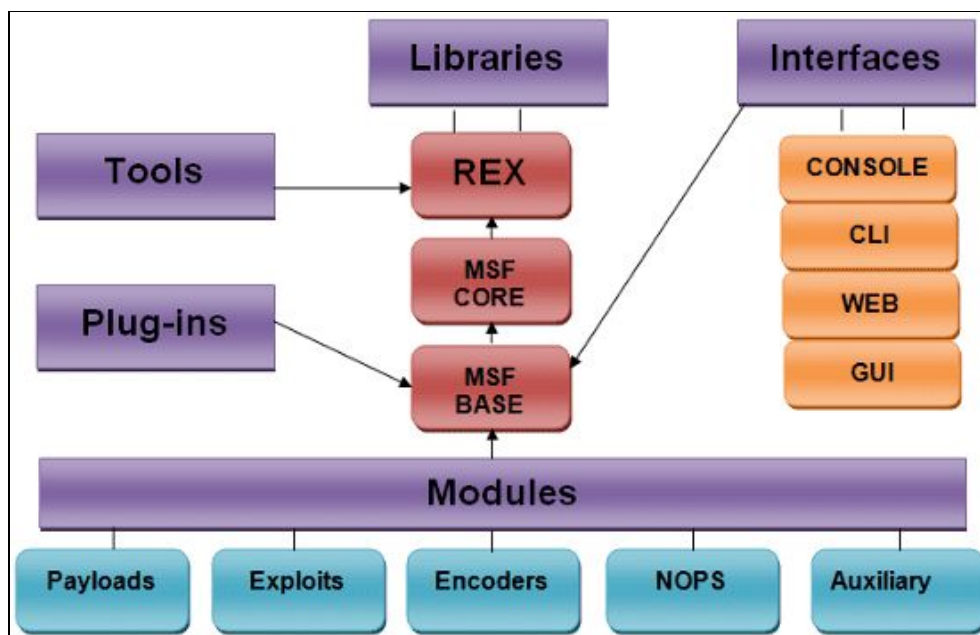 Libraries
Interfaces
Tools
REX
CONSOLE
CLI
MSF
CORE
Plug-ins
WEB
MSF
BASE
GUI
Modules
Payloads
Exploits
Encoders
NOPS
Auxiliary